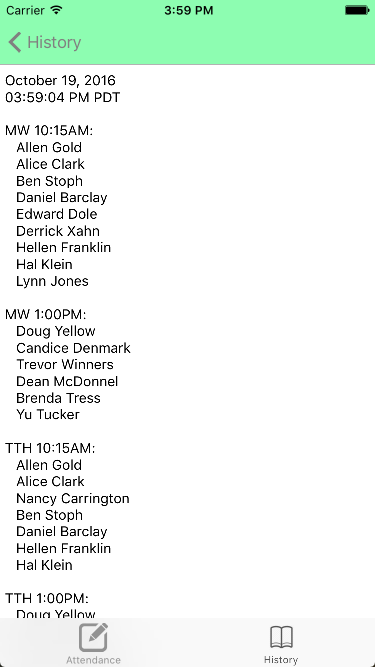 Carrier 3:59 PM
History
October 19, 2016
03:59:04 PM PDT
MW 10:15AM:
Allen Gold
Alice Clark
Ben Stoph
Daniel Barclay
Edward Dole
Derrick Xahn
Hellen Franklin
Hal Klein
Lynn Jones
MW 1:00PM:
Doug Yellow
Candice Denmark
Trevor Winners
Dean McDonnel
Brenda Tress
Yu Tucker
TTH 10:15AM:
Allen Gold
Alice Clark
Nancy Carrington
Ben Stoph
Daniel Barclay
Hellen Franklin
Hal Klein
TTH 1:00PM:
Doug Yellow
Attendance History